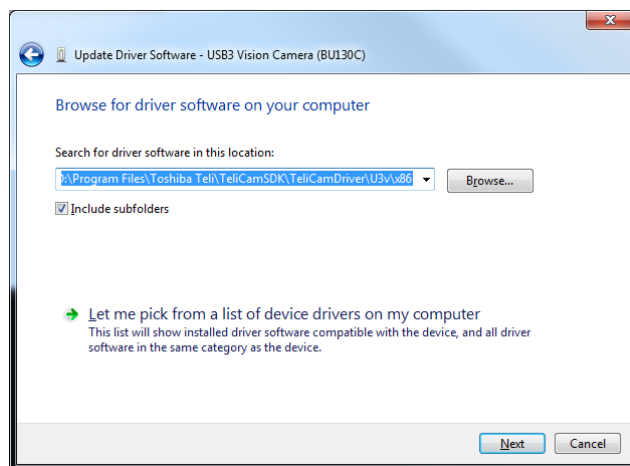 Update Driver Software - USB3 Vision Camera (BU130C)
Browse for driver software on your computer
Search for driver software in this location:
:\Program Files\Toshiba Teli\TeliCamSDK\TeliCamDriver\U3v\x86
Browse...
Include subfolders
Let me pick from a list of device drivers on my computer
This list will show installed driver software compatible with the device, and all driver
software in the same category as the device.
Next
Cancel